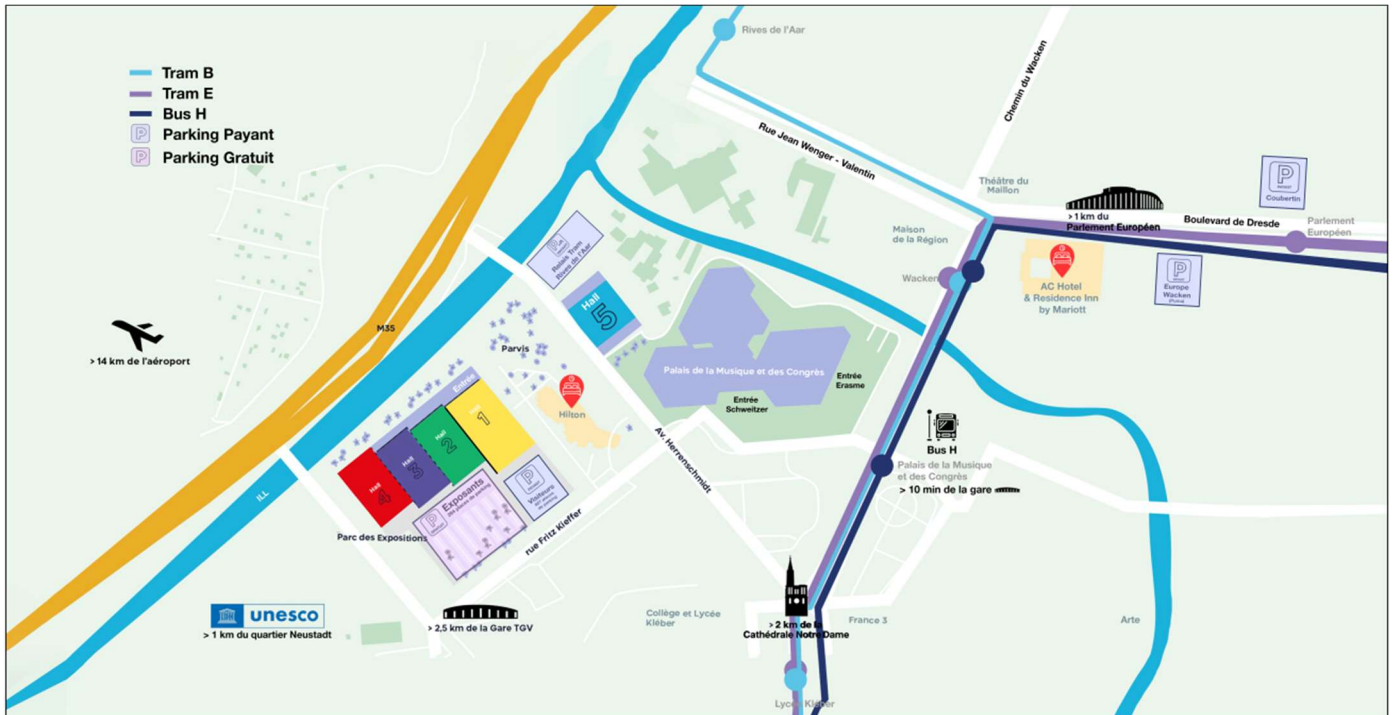 Tram B
Tram E
Bus H
P Parking Payant
P Parking Gratuit
Rives de l'Aar
Chemin du Wacken
Rue Jean Wenger - Valentin
Théâtre du
Maillon
> 1 km du
Parlement Européen
Boulevard de Dresde
Parlement
Européen
P
Coubertin
Maison
de la Région
Wacken
AC Hotel
& Residence Inn
by Mariott
P
Europe
Wacken
P
Relais Tram
Rives de l'Aar
Hall
5
M35
> 14 km de l'aéroport
Parvis
Entrée
Hilton
Palais de la Musique et des Congrès
Entrée
Erasme
Entrée
Schweitzer
Hall
1
Hall
2
Hall
3
Hall
4
Av. Herrenschmidt
Bus H
Palais de la Musique
et des Congrès
> 10 min de la gare
P
Exposants
P
Visiteurs
ILL
Parc des Expositions
rue Fritz Kieffer
unesco
> 1 km du quartier Neustadt
> 2,5 km de la Gare TGV
Collège et Lycée
Kléber
> 2 km de la
Cathédrale Notre Dame
France 3
Arte
Lycée Kléber